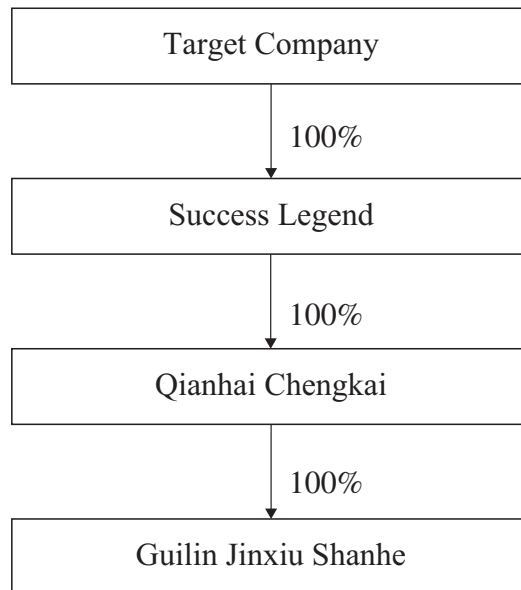 Target Company
100%
Success Legend
100%
Qianhai Chengkai
100%
Guilin Jinxiu Shanhe